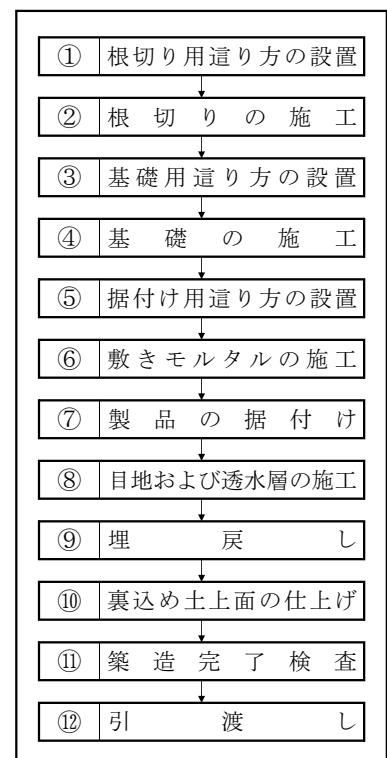 ① 根切り用遣り方の設置
② 根切りの施工
③ 基礎用遣り方の設置
④ 基礎の施工
⑤ 据付け用遣り方の設置
⑥ 敷きモルタルの施工
⑦ 製品の据付け
⑧ 目地および透水層の施工
⑨ 埋戻し
⑩ 裏込め土上面の仕上げ
⑪ 築造完了検査
⑫ 引渡し